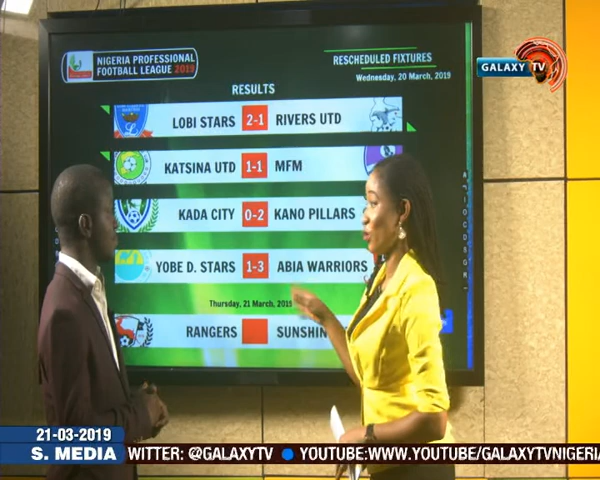 NIGERIA PROFESSIONAL
FOOTBALL LEAGUE 2019
RESCHEDULED FIXTURES
Wednesday, 20 March, 2019
GALAXY TV
RESULTS
LOBI STARS 2-1 RIVERS UTD
KATSINA UTD 1-1 MFM
KADA CITY 0-2 KANO PILLARS
YOBE D. STARS 1-3 ABIA WARRIORS
Thursday, 21 March, 2019
RANGERS SUNSHIN
21-03-2019
S. MEDIA WITTER: @GALAXYTV WWW.YOUTUBE/GALAXYTVNIGERIA